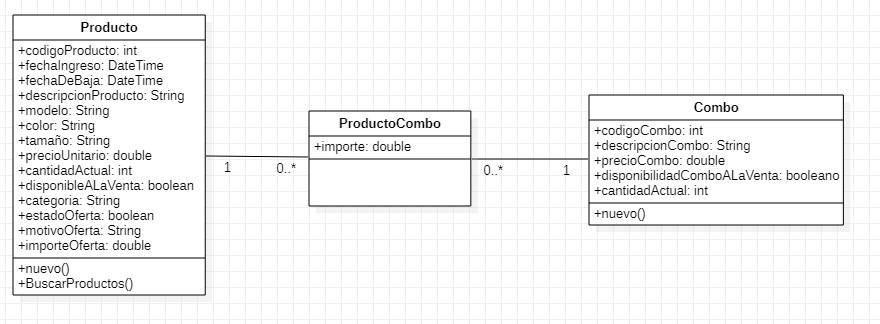 Producto
+codigoProducto: int
+fechaIngreso: DateTime
+fechaDeBaja: DateTime
+descripcionProducto: String
+modelo: String
+color: String
+tamaño: String
+precioUnitario: double
+cantidadActual: int
+disponibleALaVenta: boolean
+categoria: String
+estadoOferta: boolean
+motivoOferta: String
+importeOferta: double
+nuevo()
+BuscarProductos()
1
0..*
ProductoCombo
+importe: double
0..*
1
Combo
+codigoCombo: int
+descripcionCombo: String
+precioCombo: double
+disponibilidadComboALaVenta: booleano
+cantidadActual: int
+nuevo()